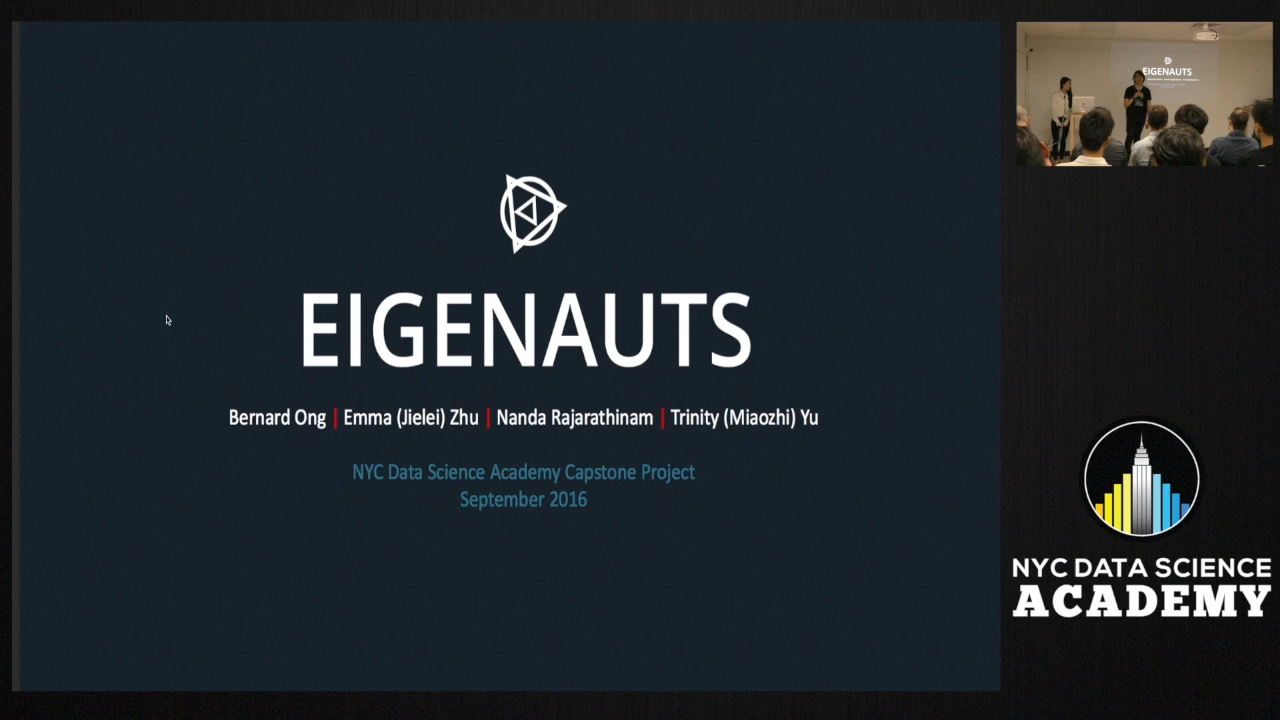 EIGENAUTS
Bernard Ong | Emma (Jielei) Zhu | Nanda Rajarathinam | Trinity (Miaozhi) Yu
NYC Data Science Academy Capstone Project
September 2016
EIGENAUTS
NYC DATA SCIENCE
ACADEMY